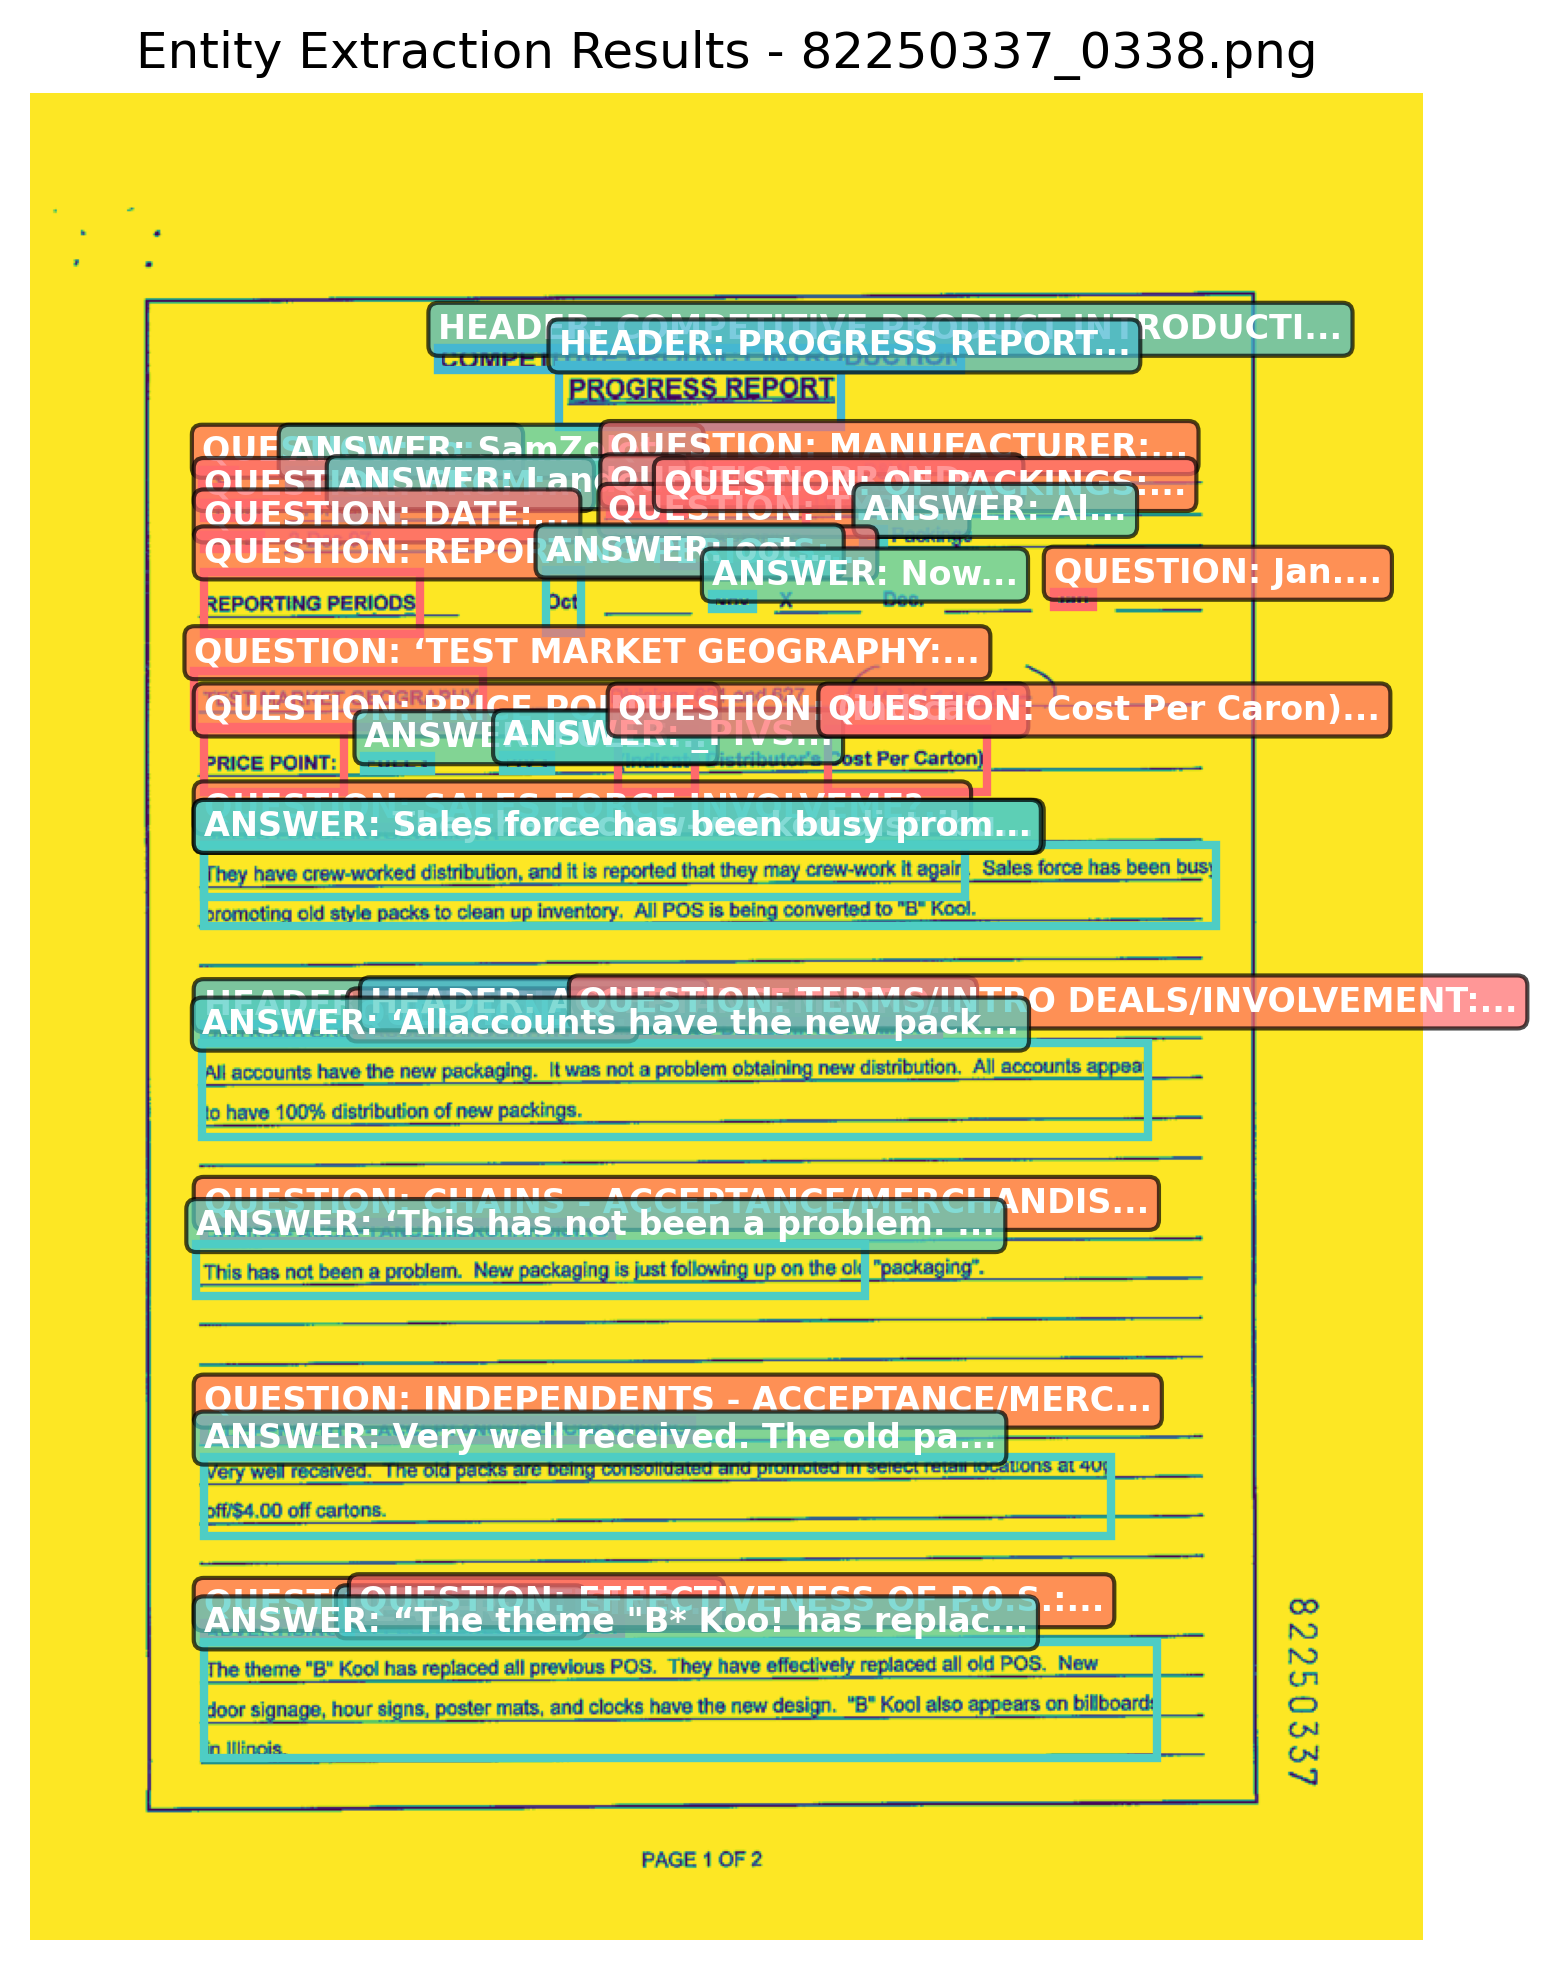 Entity Extraction Results - 82250337_0338.png
HEADER: COMPETITIVE PRODUCT INTRODUCTI...
HEADER: PROGRESS REPORT...
PROGRESS REPORT
ANSWER: SamZo
QUESTION: MANUFACTURER:...
ANSWER: Land
QUESTION: OF PACKINGS:...
QUESTION: DATE:...
ANSWER: Al...
Packings
QUESTION: REPOR
ANSWER: oot...
ANSWER: Now...
QUESTION: Jan....
REPORTING PERIODS Oct X Dec.
QUESTION: ‘TEST MARKET GEOGRAPHY:...
QUESTION: PRICE PO
QUESTION
QUESTION: Cost Per Caron)...
ANSWER: _PIVS...
PRICE POINT: (Indicate Distributor's Cost Per Carton)
QUESTION: SALES FORCE INVOLVEME
ANSWER: Sales force has been busy prom...
They have crew-worked distribution, and it is reported that they may crew-work it again. Sales force has been busy
promoting old style packs to clean up inventory. All POS is being converted to "B" Kool.
HEADER
HEADER: A
QUESTION: TERMS/INTRO DEALS/INVOLVEMENT:...
ANSWER: ‘Allaccounts have the new pack...
All accounts have the new packaging. It was not a problem obtaining new distribution. All accounts appear
to have 100% distribution of new packings.
QUESTION: CHAINS - ACCEPTANCE/MERCHANDIS...
ANSWER: ‘This has not been a problem. ...
This has not been a problem. New packaging is just following up on the old "packaging".
QUESTION: INDEPENDENTS - ACCEPTANCE/MERC...
ANSWER: Very well received. The old pa...
Very well received. The old packs are being consolidated and promoted in select retail locations at 40¢
off/$4.00 off cartons.
QUESTION: EFFECTIVENESS OF P.0.S.:...
ANSWER: “The theme "B* Koo! has replac...
The theme "B" Kool has replaced all previous POS. They have effectively replaced all old POS. New
door signage, hour signs, poster mats, and clocks have the new design. "B" Kool also appears on billboards
in Illinois.
82250337
PAGE 1 OF 2